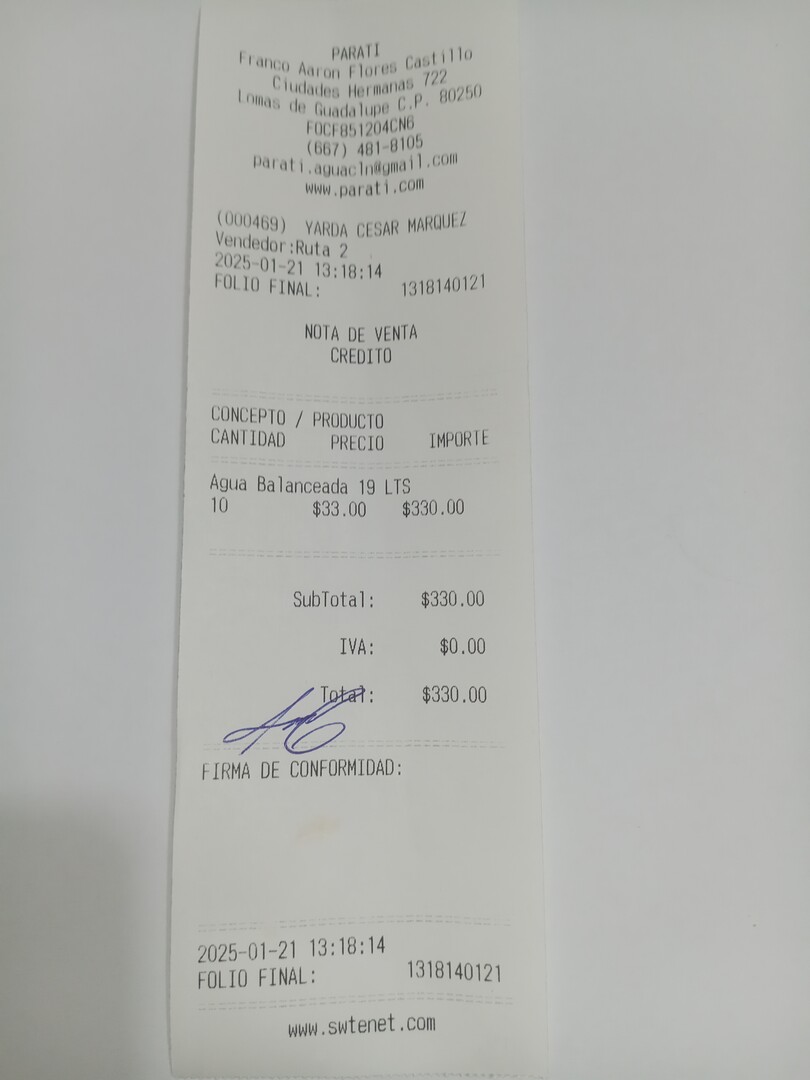 PARATI
Franco Aaron Flores Castillo
Ciudades Hermanas 722
Lomas de Guadalupe C.P. 80250
FOCF851204CN6
(667) 481-8105
parati.aguacln@gmail.com
www.parati.com
(000469) YARDA CESAR MARQUEZ
Vendedor:Ruta 2
2025-01-21 13:18:14
FOLIO FINAL: 1318140121
NOTA DE VENTA
CREDITO
CONCEPTO / PRODUCTO
CANTIDAD PRECIO IMPORTE
Agua Balanceada 19 LTS
10 $33.00 $330.00
SubTotal: $330.00
IVA: $0.00
Total: $330.00
FIRMA DE CONFORMIDAD:
2025-01-21 13:18:14
FOLIO FINAL: 1318140121
www.swtenet.com